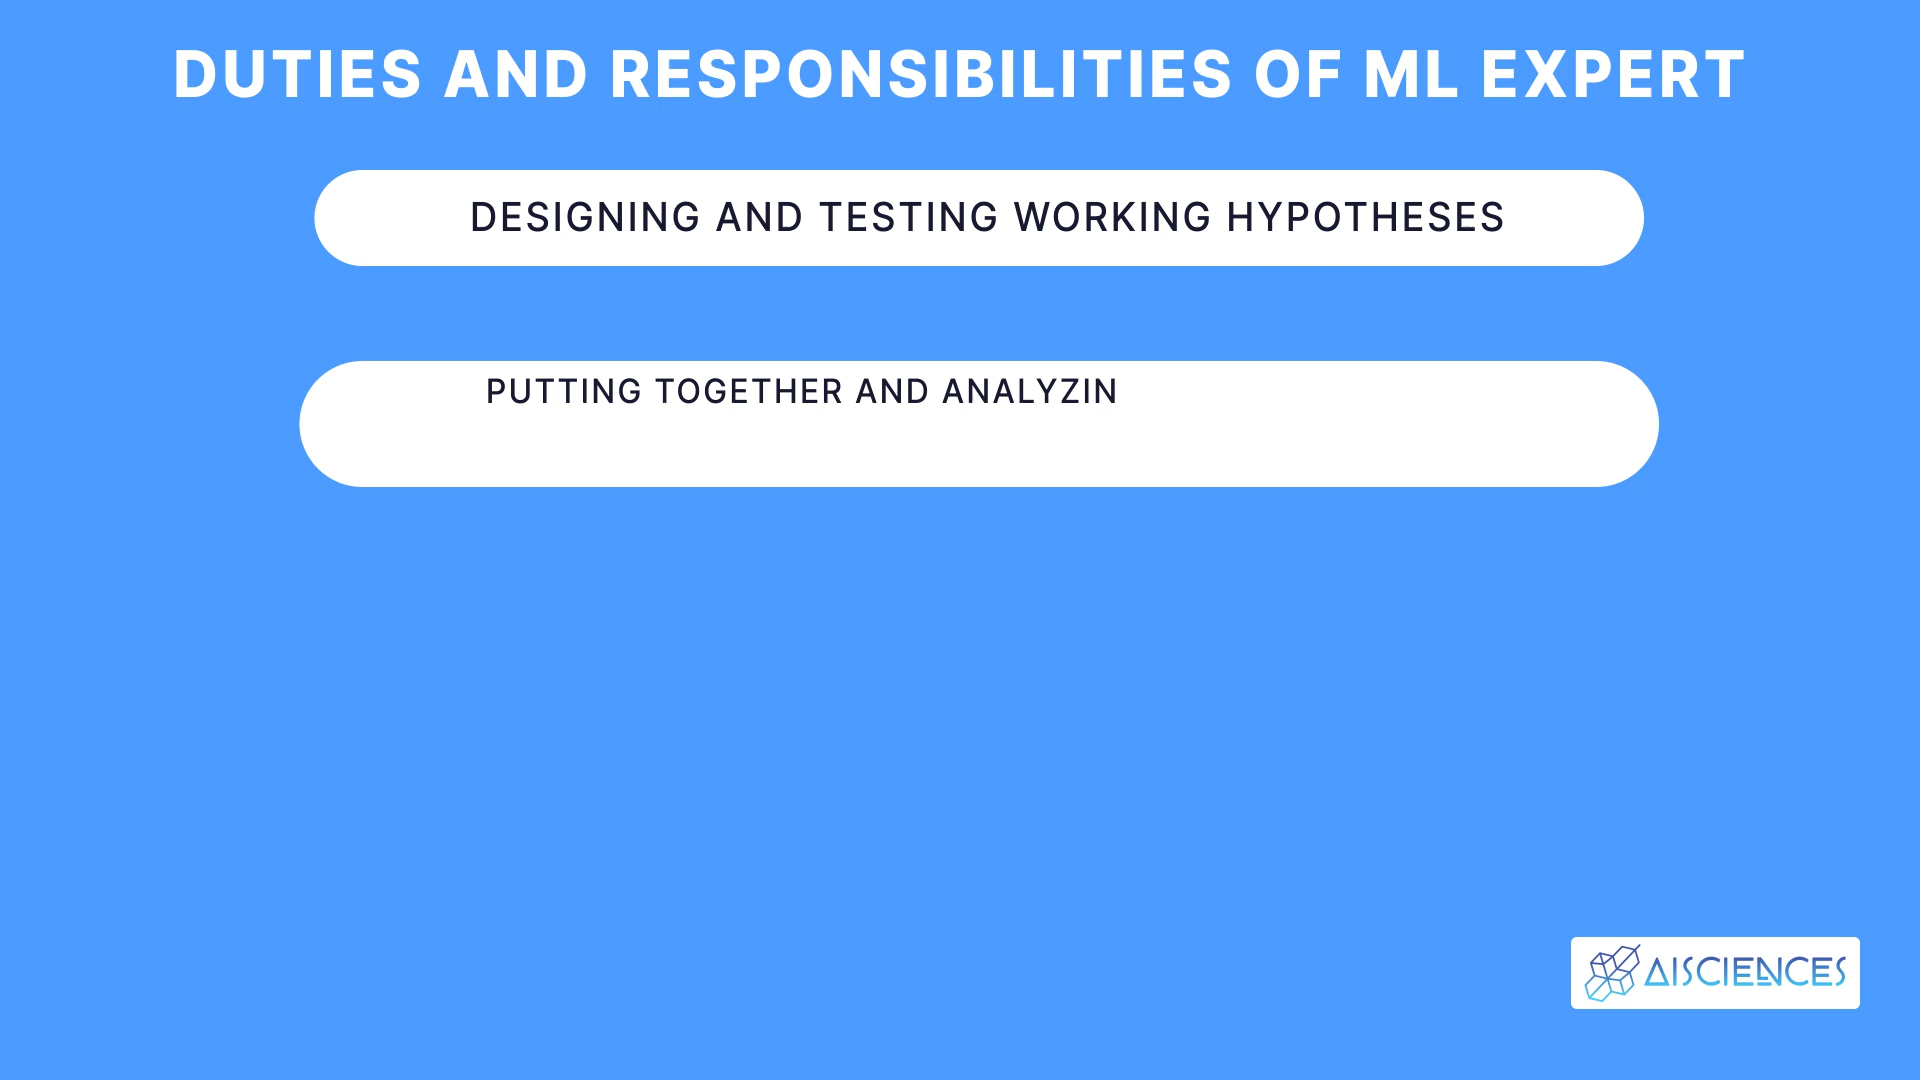 DUTIES AND RESPONSIBILITIES OF ML EXPERT
DESIGNING AND TESTING WORKING HYPOTHESES
PUTTING TOGETHER AND ANALYZIN
AISCIENCES